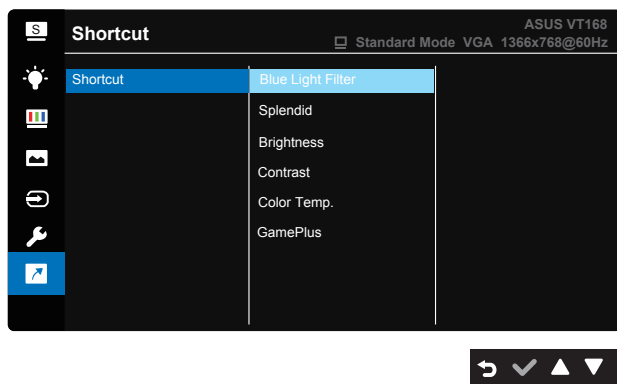 S
Shortcut
ASUS VT168
Standard Mode VGA 1366x768@60Hz
Shortcut
Blue Light Filter
Splendid
Brightness
Contrast
Color Temp.
GamePlus